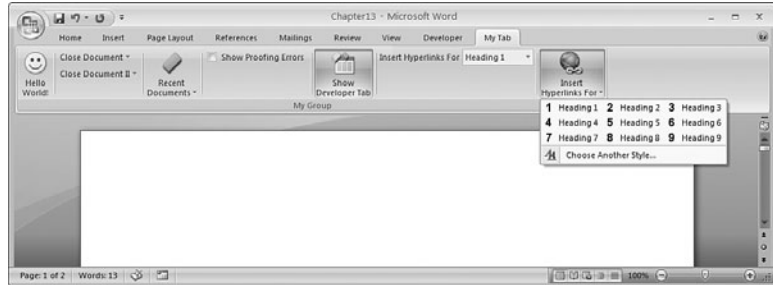 Chapter13 - Microsoft Word
Home Insert Page Layout References Mailings Review View Developer My Tab
Hello World!
Close Document
Close Document II
Recent Documents
Show Proofing Errors
Show Developer Tab
Insert Hyperlinks For Heading 1
Insert Hyperlinks For
My Group
1 Heading 1 2 Heading 2 3 Heading 3
4 Heading 4 5 Heading 5 6 Heading 6
7 Heading 7 8 Heading 8 9 Heading 9
Choose Another Style...
Page: 1 of 2 Words: 13 100%